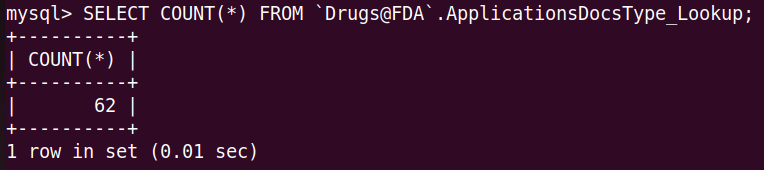 mysql> SELECT COUNT(*) FROM `Drugs@FDA`.ApplicationsDocsType_Lookup;
+----------+
| COUNT(*) |
+----------+
|       62 |
+----------+
1 row in set (0.01 sec)